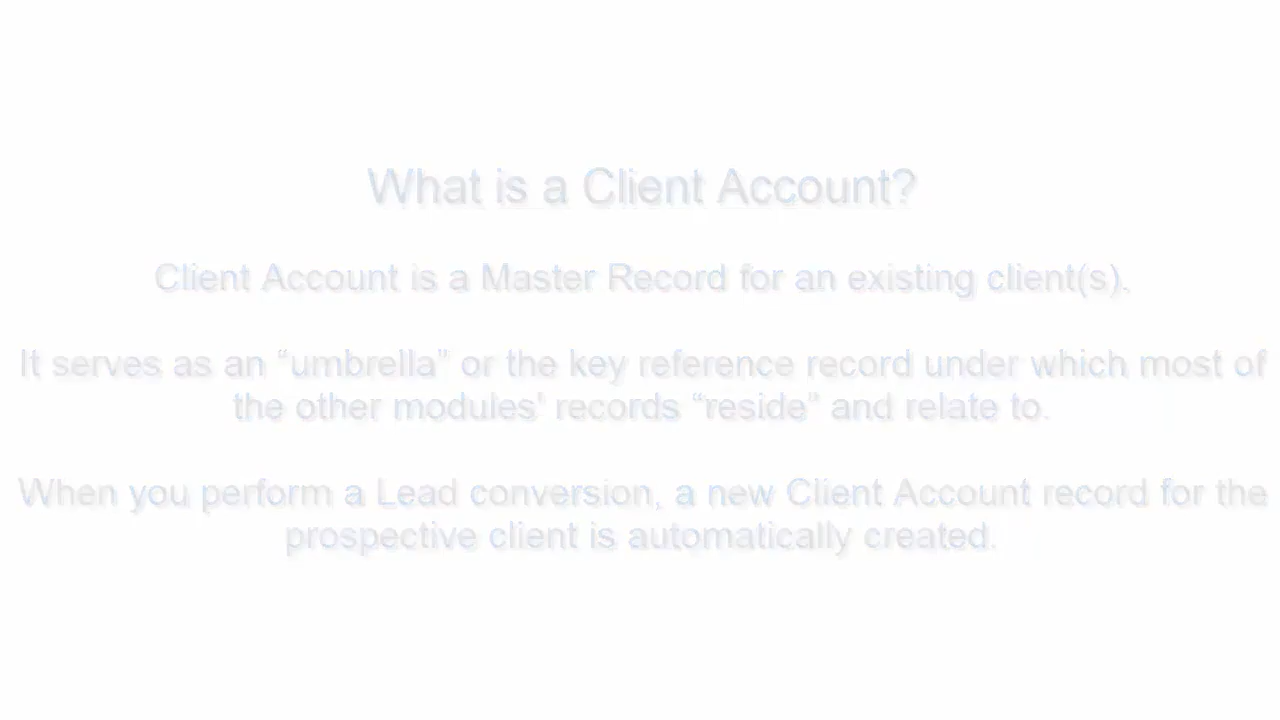 What is a Client Account?
Client Account is a Master Record for an existing client(s).
It serves as an “umbrella” or the key reference record under which most of
the other modules' records “reside” and relate to.
When you perform a Lead conversion, a new Client Account record for the
prospective client is automatically created.